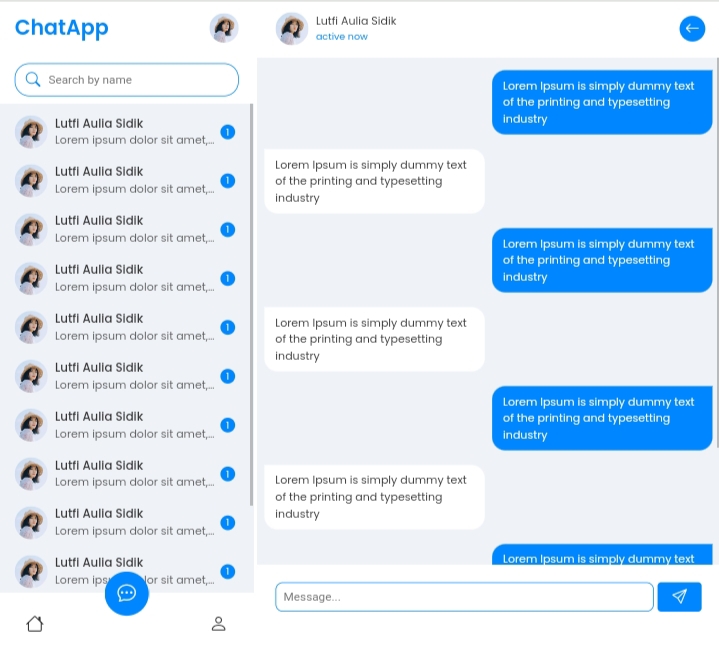 ChatApp
Search by name
Lutfi Aulia Sidik
Lorem ipsum dolor sit amet,...
1
Lutfi Aulia Sidik
Lorem ipsum dolor sit amet,...
1
Lutfi Aulia Sidik
Lorem ipsum dolor sit amet,...
1
Lutfi Aulia Sidik
Lorem ipsum dolor sit amet,...
1
Lutfi Aulia Sidik
Lorem ipsum dolor sit amet,...
1
Lutfi Aulia Sidik
Lorem ipsum dolor sit amet,...
1
Lutfi Aulia Sidik
Lorem ipsum dolor sit amet,...
1
Lutfi Aulia Sidik
Lorem ipsum dolor sit amet,...
1
Lutfi Aulia Sidik
Lorem ipsum dolor sit amet,...
1
Lutfi Aulia Sidik
Lorem ips lor sit amet,...
1
Lutfi Aulia Sidik
active now
Lorem Ipsum is simply dummy text
of the printing and typesetting
industry
Lorem Ipsum is simply dummy text
of the printing and typesetting
industry
Lorem Ipsum is simply dummy text
of the printing and typesetting
industry
Lorem Ipsum is simply dummy text
of the printing and typesetting
industry
Lorem Ipsum is simply dummy text
of the printing and typesetting
industry
Lorem Ipsum is simply dummy text
of the printing and typesetting
industry
Lorem Ipsum is simply dummy text
Message...